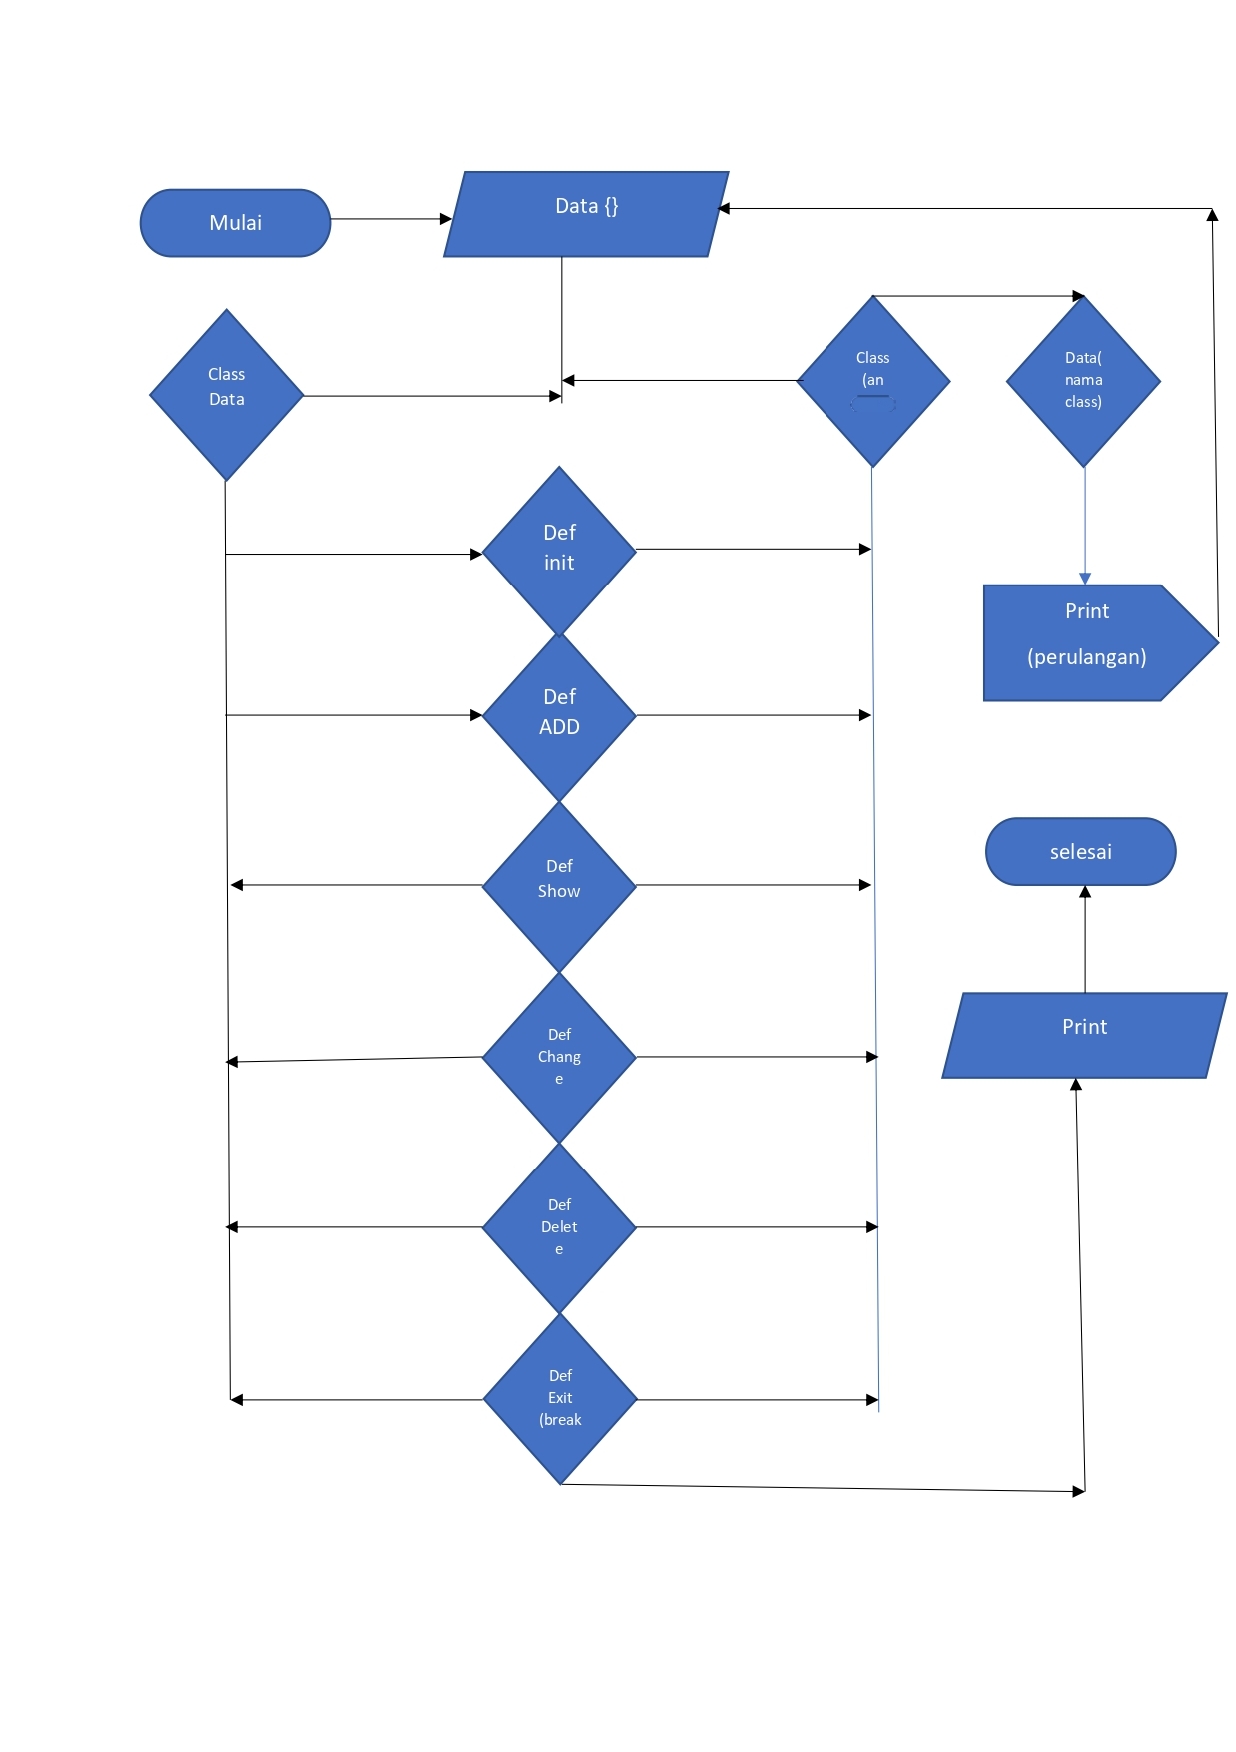 Mulai
Data {}
Class
Data
Class
(an
Data(
nama
class)
Def
init
Print
(perulangan)
Def
ADD
Def
Show
selesai
Def
Chang
e
Print
Def
Delet
e
Def
Exit
(break